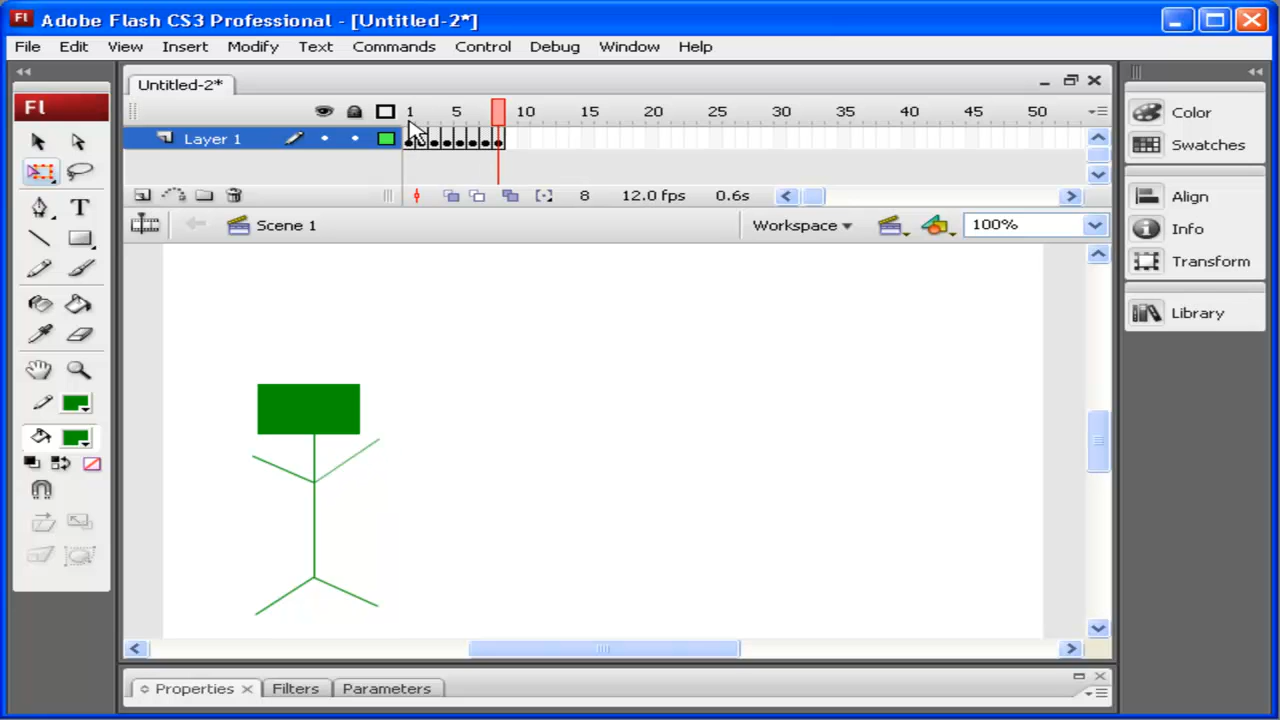 Fl Adobe Flash CS3 Professional - [Untitled-2*]
File Edit View Insert Modify Text Commands Control Debug Window Help
Untitled-2*
Fl
1 5 10 15 20 25 30 35 40 45 50
Layer 1
8 12.0 fps 0.6s
Scene 1 Workspace 100%
Color
Swatches
Align
Info
Transform
Library
T
Properties Filters Parameters